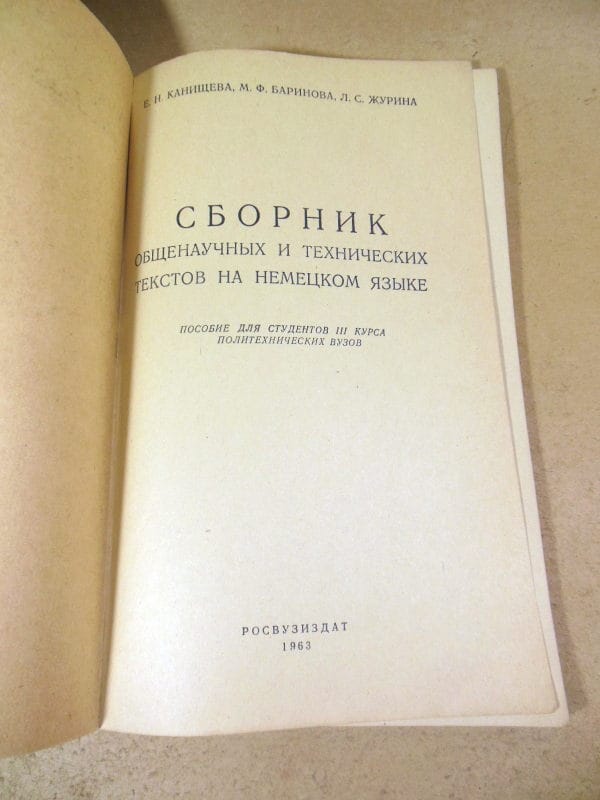 Е. Н. КАНИЩЕВА, М. Ф. БАРИНОВА, Л. С. ЖУРИНА
СБОРНИК
ОБЩЕНАУЧНЫХ И ТЕХНИЧЕСКИХ
ТЕКСТОВ НА НЕМЕЦКОМ ЯЗЫКЕ
ПОСОБИЕ ДЛЯ СТУДЕНТОВ III КУРСА
ПОЛИТЕХНИЧЕСКИХ ВУЗОВ
РОСВУЗИЗДАТ
1963